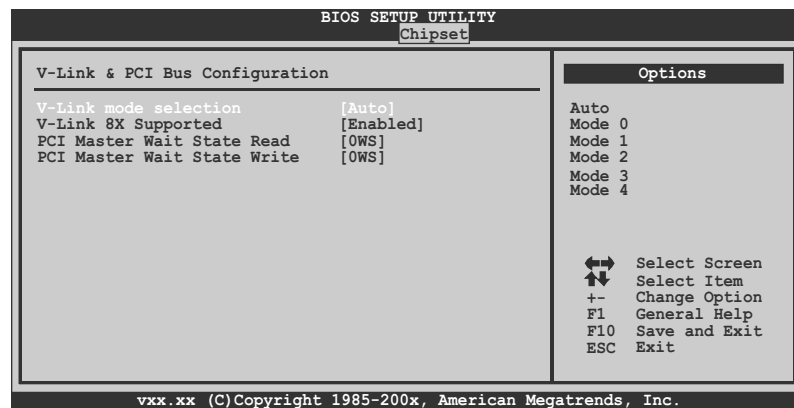 BIOS SETUP UTILITY
Chipset
V-Link & PCI Bus Configuration
V-Link mode selection [Auto]
V-Link 8X Supported [Enabled]
PCI Master Wait State Read [0WS]
PCI Master Wait State Write [0WS]
Options
Auto
Mode 0
Mode 1
Mode 2
Mode 3
Mode 4
Select Screen
Select Item
+- Change Option
F1 General Help
F10 Save and Exit
ESC Exit
vxx.xx (C)Copyright 1985-200x, American Megatrends, Inc.